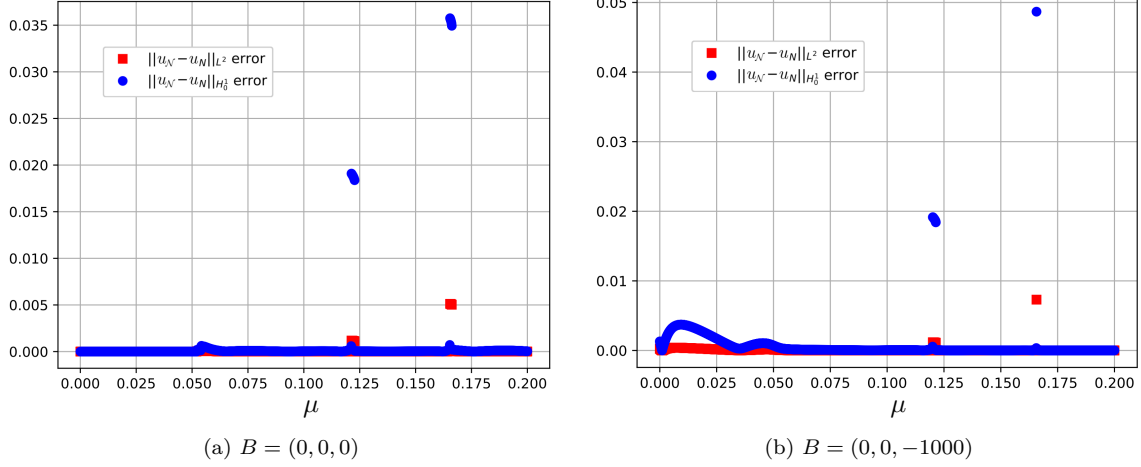 0.035
0.030
0.025
0.020
0.015
0.010
0.005
0.000
||u_𝒩−u_N||_{L²} error
||u_𝒩−u_N||_{H¹₀} error
0.000 0.025 0.050 0.075 0.100 0.125 0.150 0.175 0.200
μ
(a) B = (0, 0, 0)
0.05
0.04
0.03
0.02
0.01
0.00
||u_𝒩−u_N||_{L²} error
||u_𝒩−u_N||_{H¹₀} error
0.000 0.025 0.050 0.075 0.100 0.125 0.150 0.175 0.200
μ
(b) B = (0, 0, −1000)